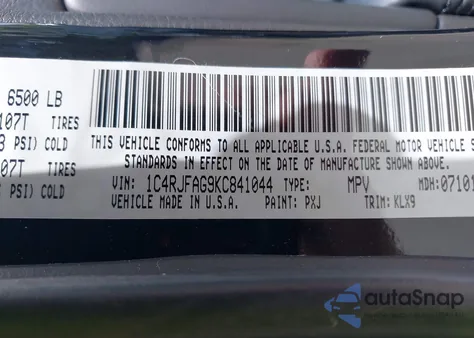 6500 LB
107T TIRES
PSI) COLD
07T TIRES
PSI) COLD
THIS VEHICLE CONFORMS TO ALL APPLICABLE U.S.A. FEDERAL MOTOR VEHICLE
STANDARDS IN EFFECT ON THE DATE OF MANUFACTURE SHOWN ABOVE.
VIN: 1C4RJFAG9KC841044 TYPE: MPV MDH: 07101
VEHICLE MADE IN U.S.A. PAINT: PXJ TRIM: KLX9
autoSnap